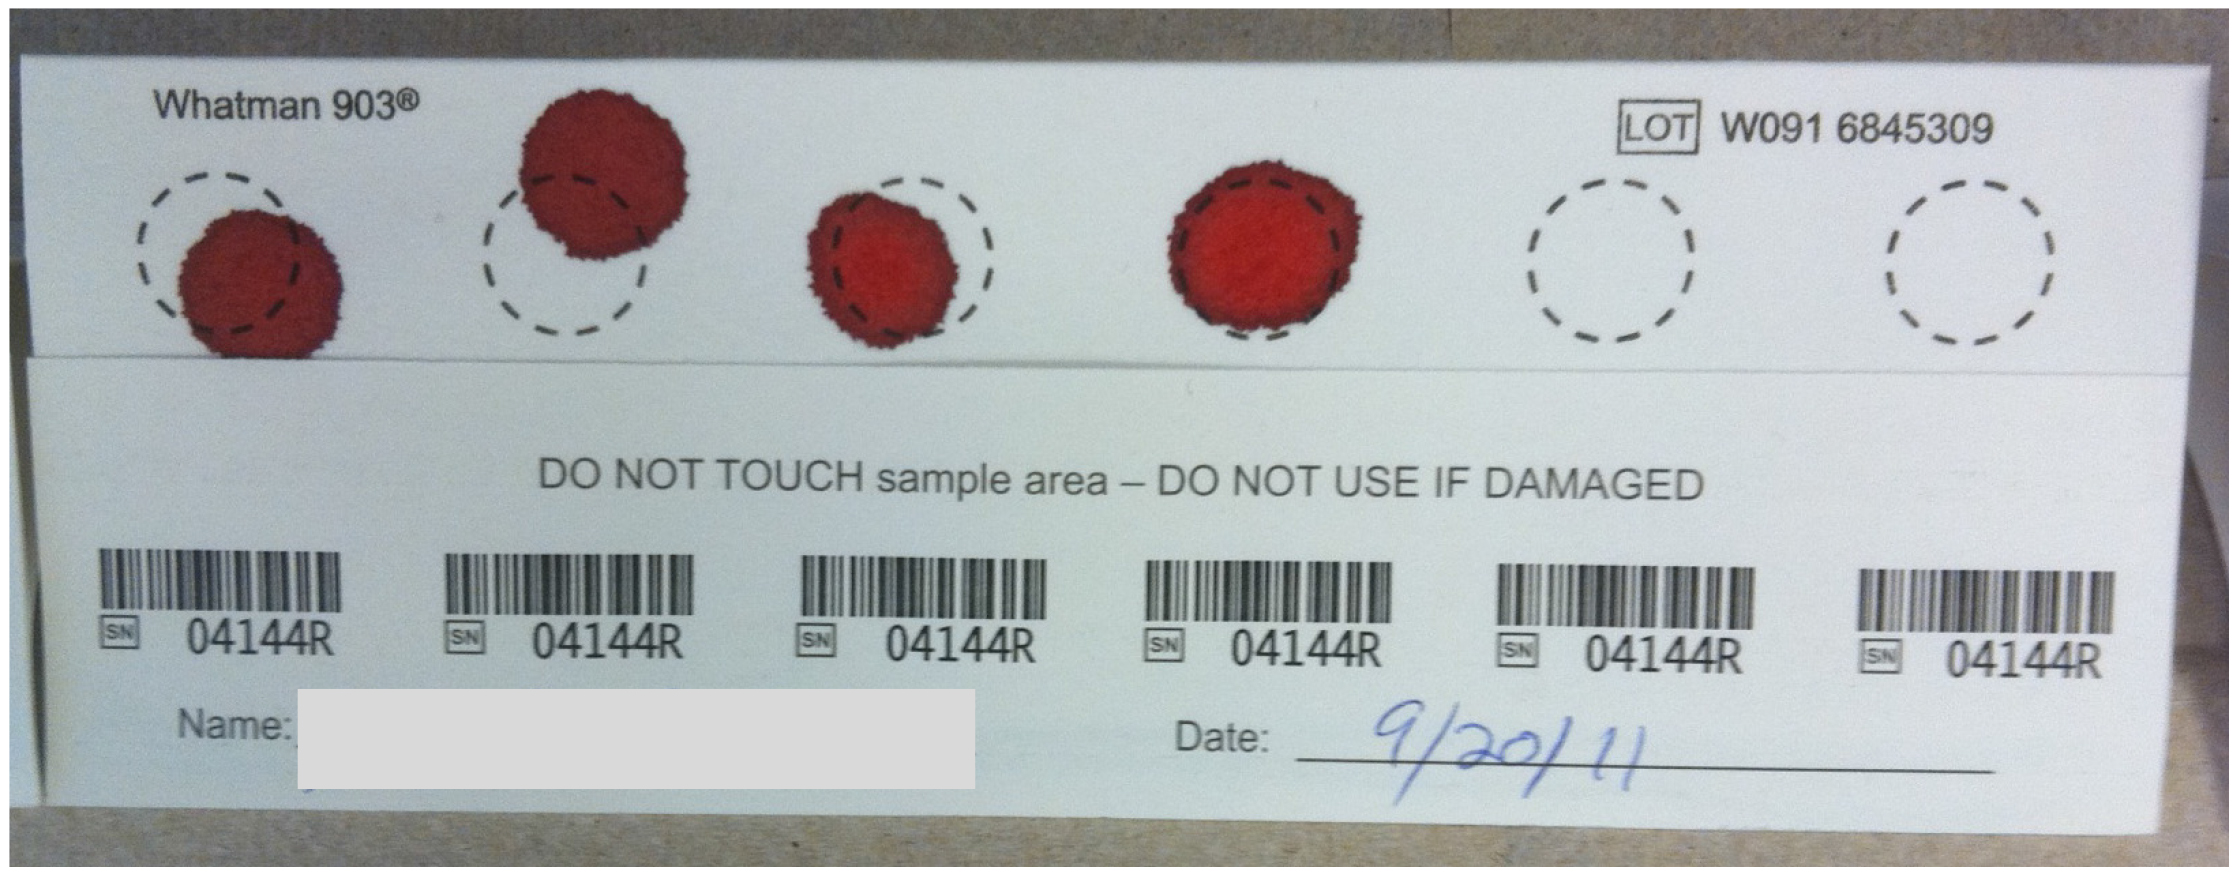 Whatman 903®
LOT W091 6845309
DO NOT TOUCH sample area – DO NOT USE IF DAMAGED
SN 04144R SN 04144R SN 04144R SN 04144R SN 04144R SN 04144R
Name: Date: 9/20/11